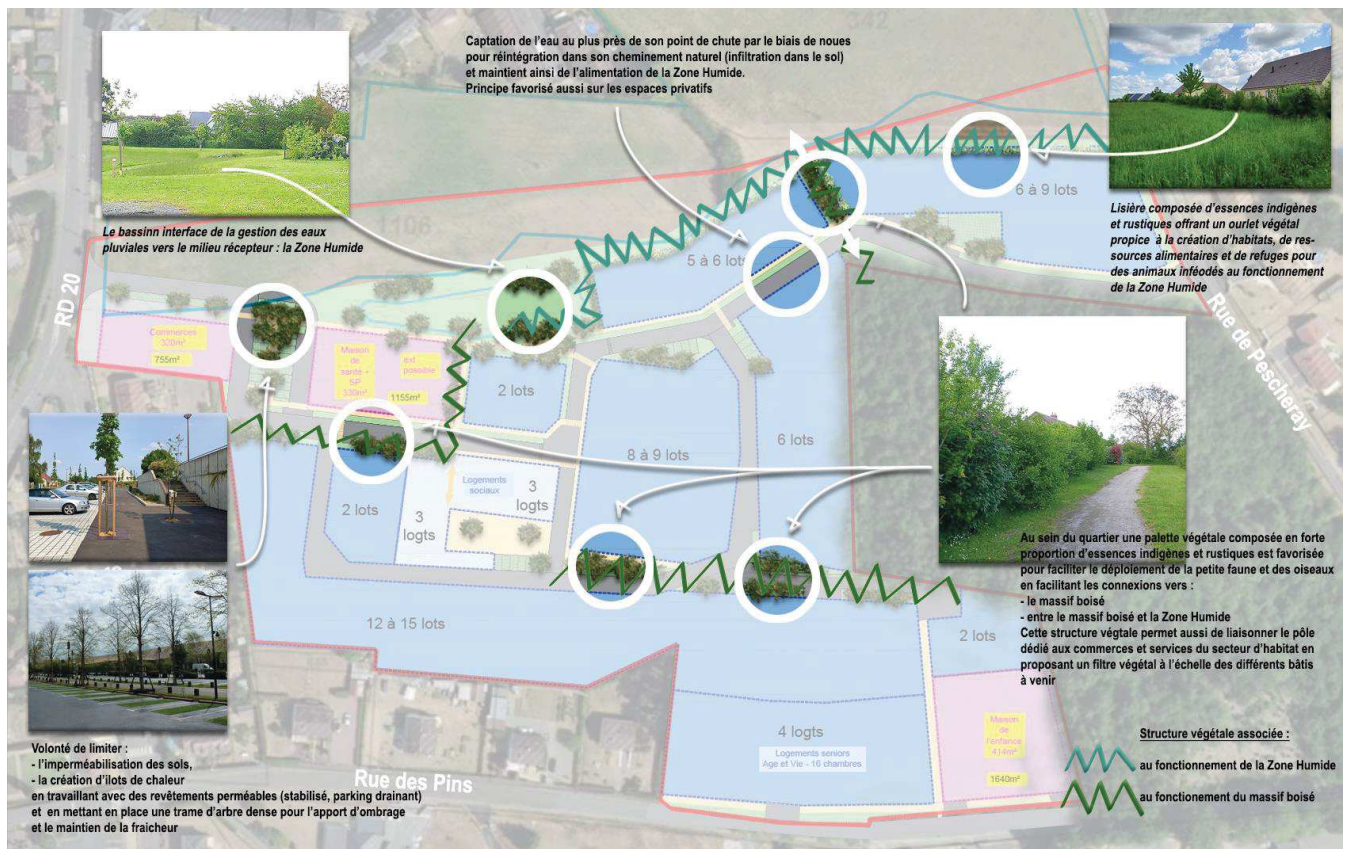 Captation de l'eau au plus près de son point de chute par le biais de noues
pour réintégration dans son cheminement naturel (infiltration dans le sol)
et maintient ainsi de l'alimentation de la Zone Humide.
Principe favorisé aussi sur les espaces privatifs
Le bassinn interface de la gestion des eaux
pluviales vers le milieu récepteur : la Zone Humide
Lisière composée d'essences indigènes
et rustiques offrant un ourlet végétal
propice à la création d'habitats, de res-
sources alimentaires et de refuges pour
des animaux inféodés au fonctionnement
de la Zone Humide
RD 20
Rue de Pescheray
6 à 9 lots
5 à 6 lots
Commerces
320m²
755m²
Maison
de
santé +
SP
330m²
ext
possible
1155m²
2 lots
8 à 9 lots
6 lots
2 lots
3
logts
Logements
sociaux
3
logts
12 à 15 lots
2 lots
4 logts
Logements seniors
Age et Vie - 16 chambres
Maison
de
l'enfance
414m²
1640m²
Rue des Pins
Au sein du quartier une palette végétale composée en forte
proportion d'essences indigènes et rustiques est favorisée
pour faciliter le déploiement de la petite faune et des oiseaux
en facilitant les connexions vers :
- le massif boisé
- entre le massif boisé et la Zone Humide
Cette structure végtale permet aussi de liaisonner le pôle
dédié aux commerces et services du secteur d'habitat en
proposant un filtre végétal à l'échelle des différents bâtis
à venir
Volonté de limiter :
- l'imperméabilisation des sols,
- la création d'ilots de chaleur
en travaillant avec des revêtements perméables (stabilisé, parking drainant)
et en mettant en place une trame d'arbre dense pour l'apport d'ombrage
et le maintien de la fraicheur
Structure végétale associée :
au fonctionnement de la Zone Humide
au fonctionement du massif boisé